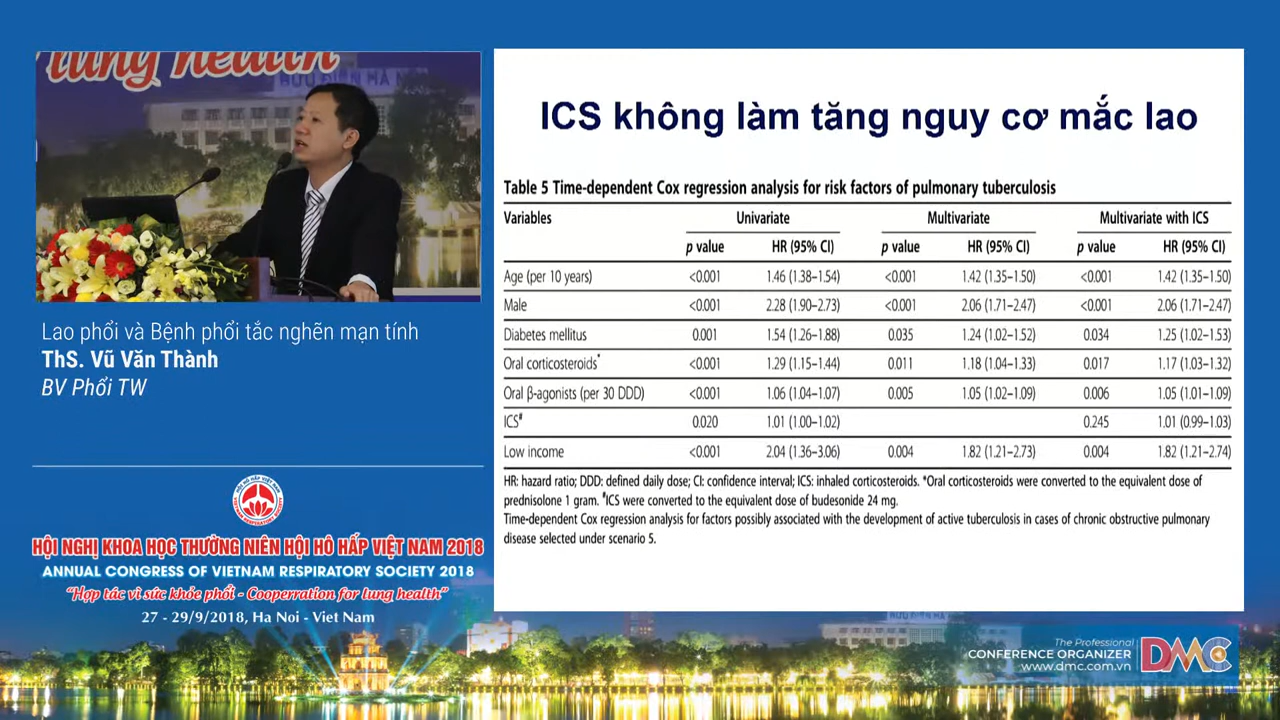 lung health
BƯU ĐIỆN HÀ NỘI
Lao phổi và Bệnh phổi tắc nghẽn mạn tính
ThS. Vũ Văn Thành
BV Phổi TW
HỘI HÔ HẤP VIỆT NAM
VIETNAM RESPIRATORY SOCIETY
HỘI NGHỊ KHOA HỌC THƯỜNG NIÊN HỘI HÔ HẤP VIỆT NAM 2018
ANNUAL CONGRESS OF VIETNAM RESPIRATORY SOCIETY 2018
“Hợp tác vì sức khỏe phổi - Cooperration for lung health”
27 - 29/9/2018, Ha Noi - Viet Nam
ICS không làm tăng nguy cơ mắc lao
Table 5 Time-dependent Cox regression analysis for risk factors of pulmonary tuberculosis
Variables Univariate Multivariate Multivariate with ICS
p value HR (95% CI) p value HR (95% CI) p value HR (95% CI)
Age (per 10 years) <0.001 1.46 (1.38–1.54) <0.001 1.42 (1.35–1.50) <0.001 1.42 (1.35–1.50)
Male <0.001 2.28 (1.90–2.73) <0.001 2.06 (1.71–2.47) <0.001 2.06 (1.71–2.47)
Diabetes mellitus 0.001 1.54 (1.26–1.88) 0.035 1.24 (1.02–1.52) 0.034 1.25 (1.02–1.53)
Oral corticosteroids* <0.001 1.29 (1.15–1.44) 0.011 1.18 (1.04–1.33) 0.017 1.17 (1.03–1.32)
Oral β-agonists (per 30 DDD) <0.001 1.06 (1.04–1.07) 0.005 1.05 (1.02–1.09) 0.006 1.05 (1.01–1.09)
ICS# 0.020 1.01 (1.00–1.02) 0.245 1.01 (0.99–1.03)
Low income <0.001 2.04 (1.36–3.06) 0.004 1.82 (1.21–2.73) 0.004 1.82 (1.21–2.74)
HR: hazard ratio; DDD: defined daily dose; CI: confidence interval; ICS: inhaled corticosteroids. *Oral corticosteroids were converted to the equivalent dose of
prednisolone 1 gram. #ICS were converted to the equivalent dose of budesonide 24 mg.
Time-dependent Cox regression analysis for factors possibly associated with the development of active tuberculosis in cases of chronic obstructive pulmonary
disease selected under scenario 5.
The Professional
CONFERENCE ORGANIZER
www.dmc.com.vn
DMC